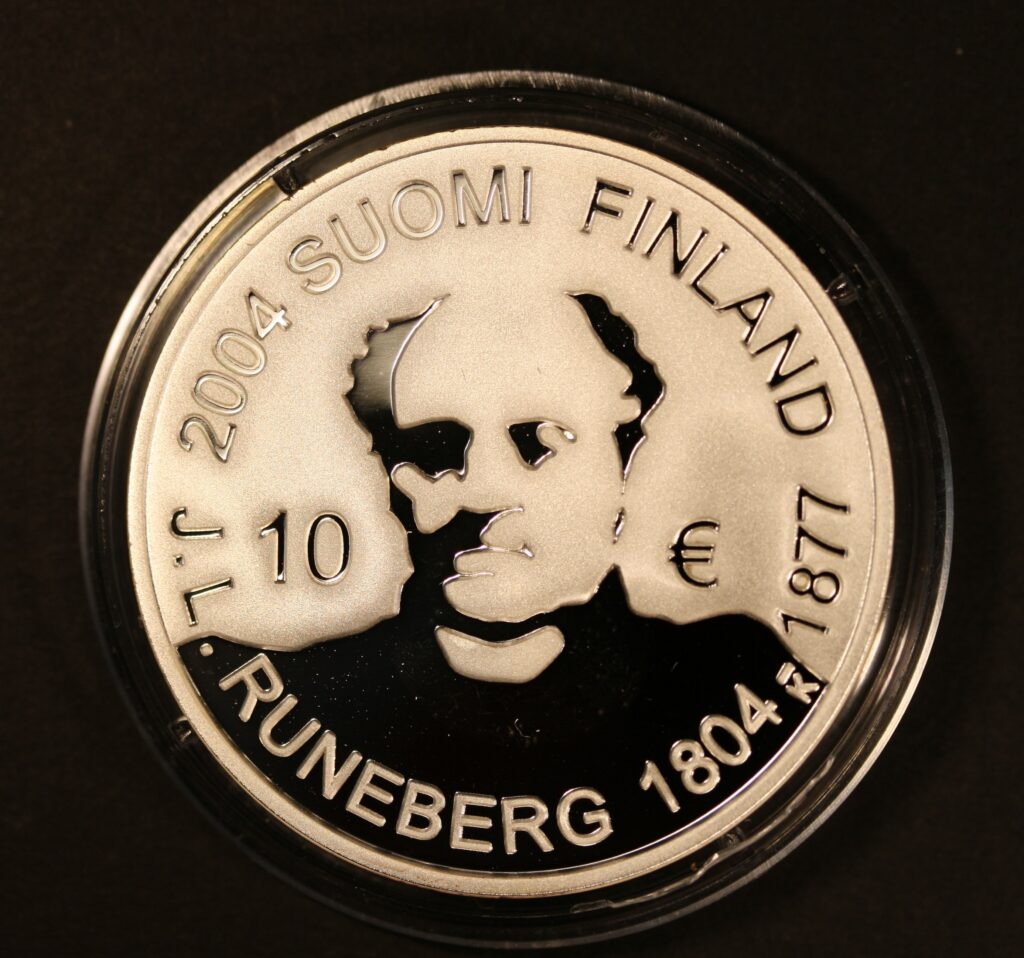 2004 SUOMI FINLAND
10 €
J.L. RUNEBERG 1804 K 1877